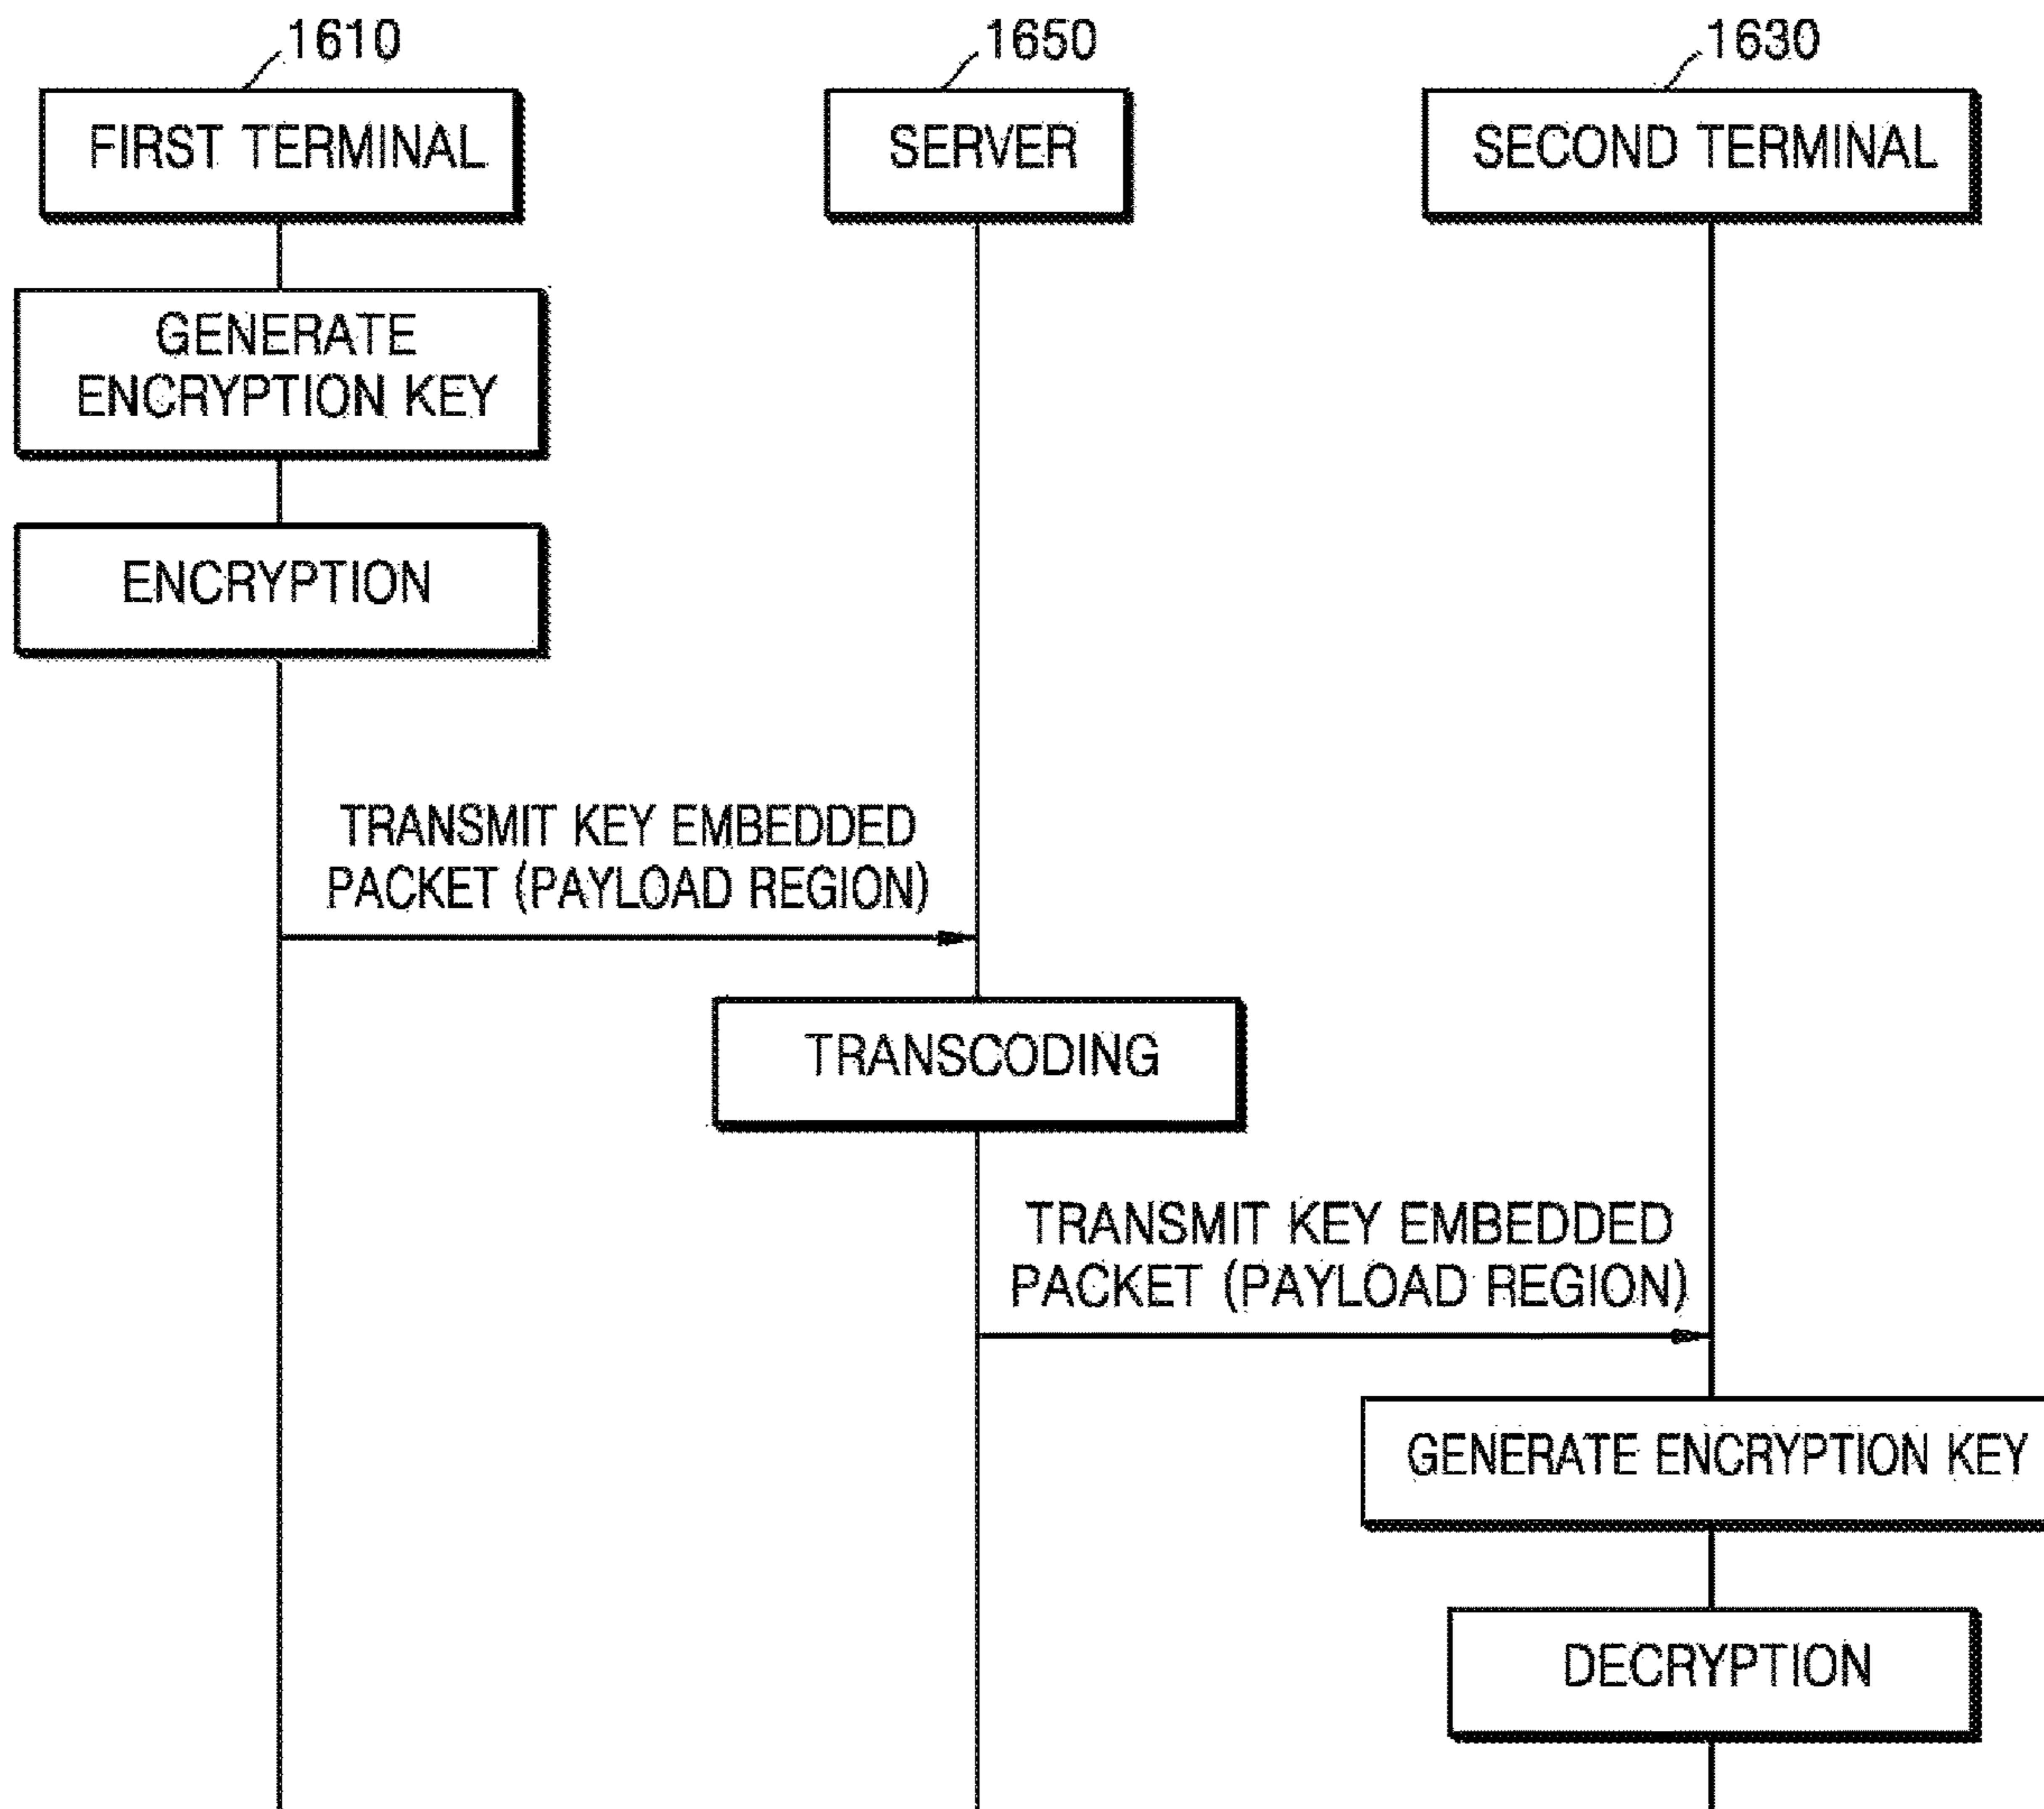 1610
1650
1630
FIRST TERMINAL
SERVER
SECOND TERMINAL
GENERATE
ENCRYPTION KEY
ENCRYPTION
TRANSMIT KEY EMBEDDED
PACKET (PAYLOAD REGION)
TRANSCODING
TRANSMIT KEY EMBEDDED
PACKET (PAYLOAD REGION)
GENERATE ENCRYPTION KEY
DECRYPTION